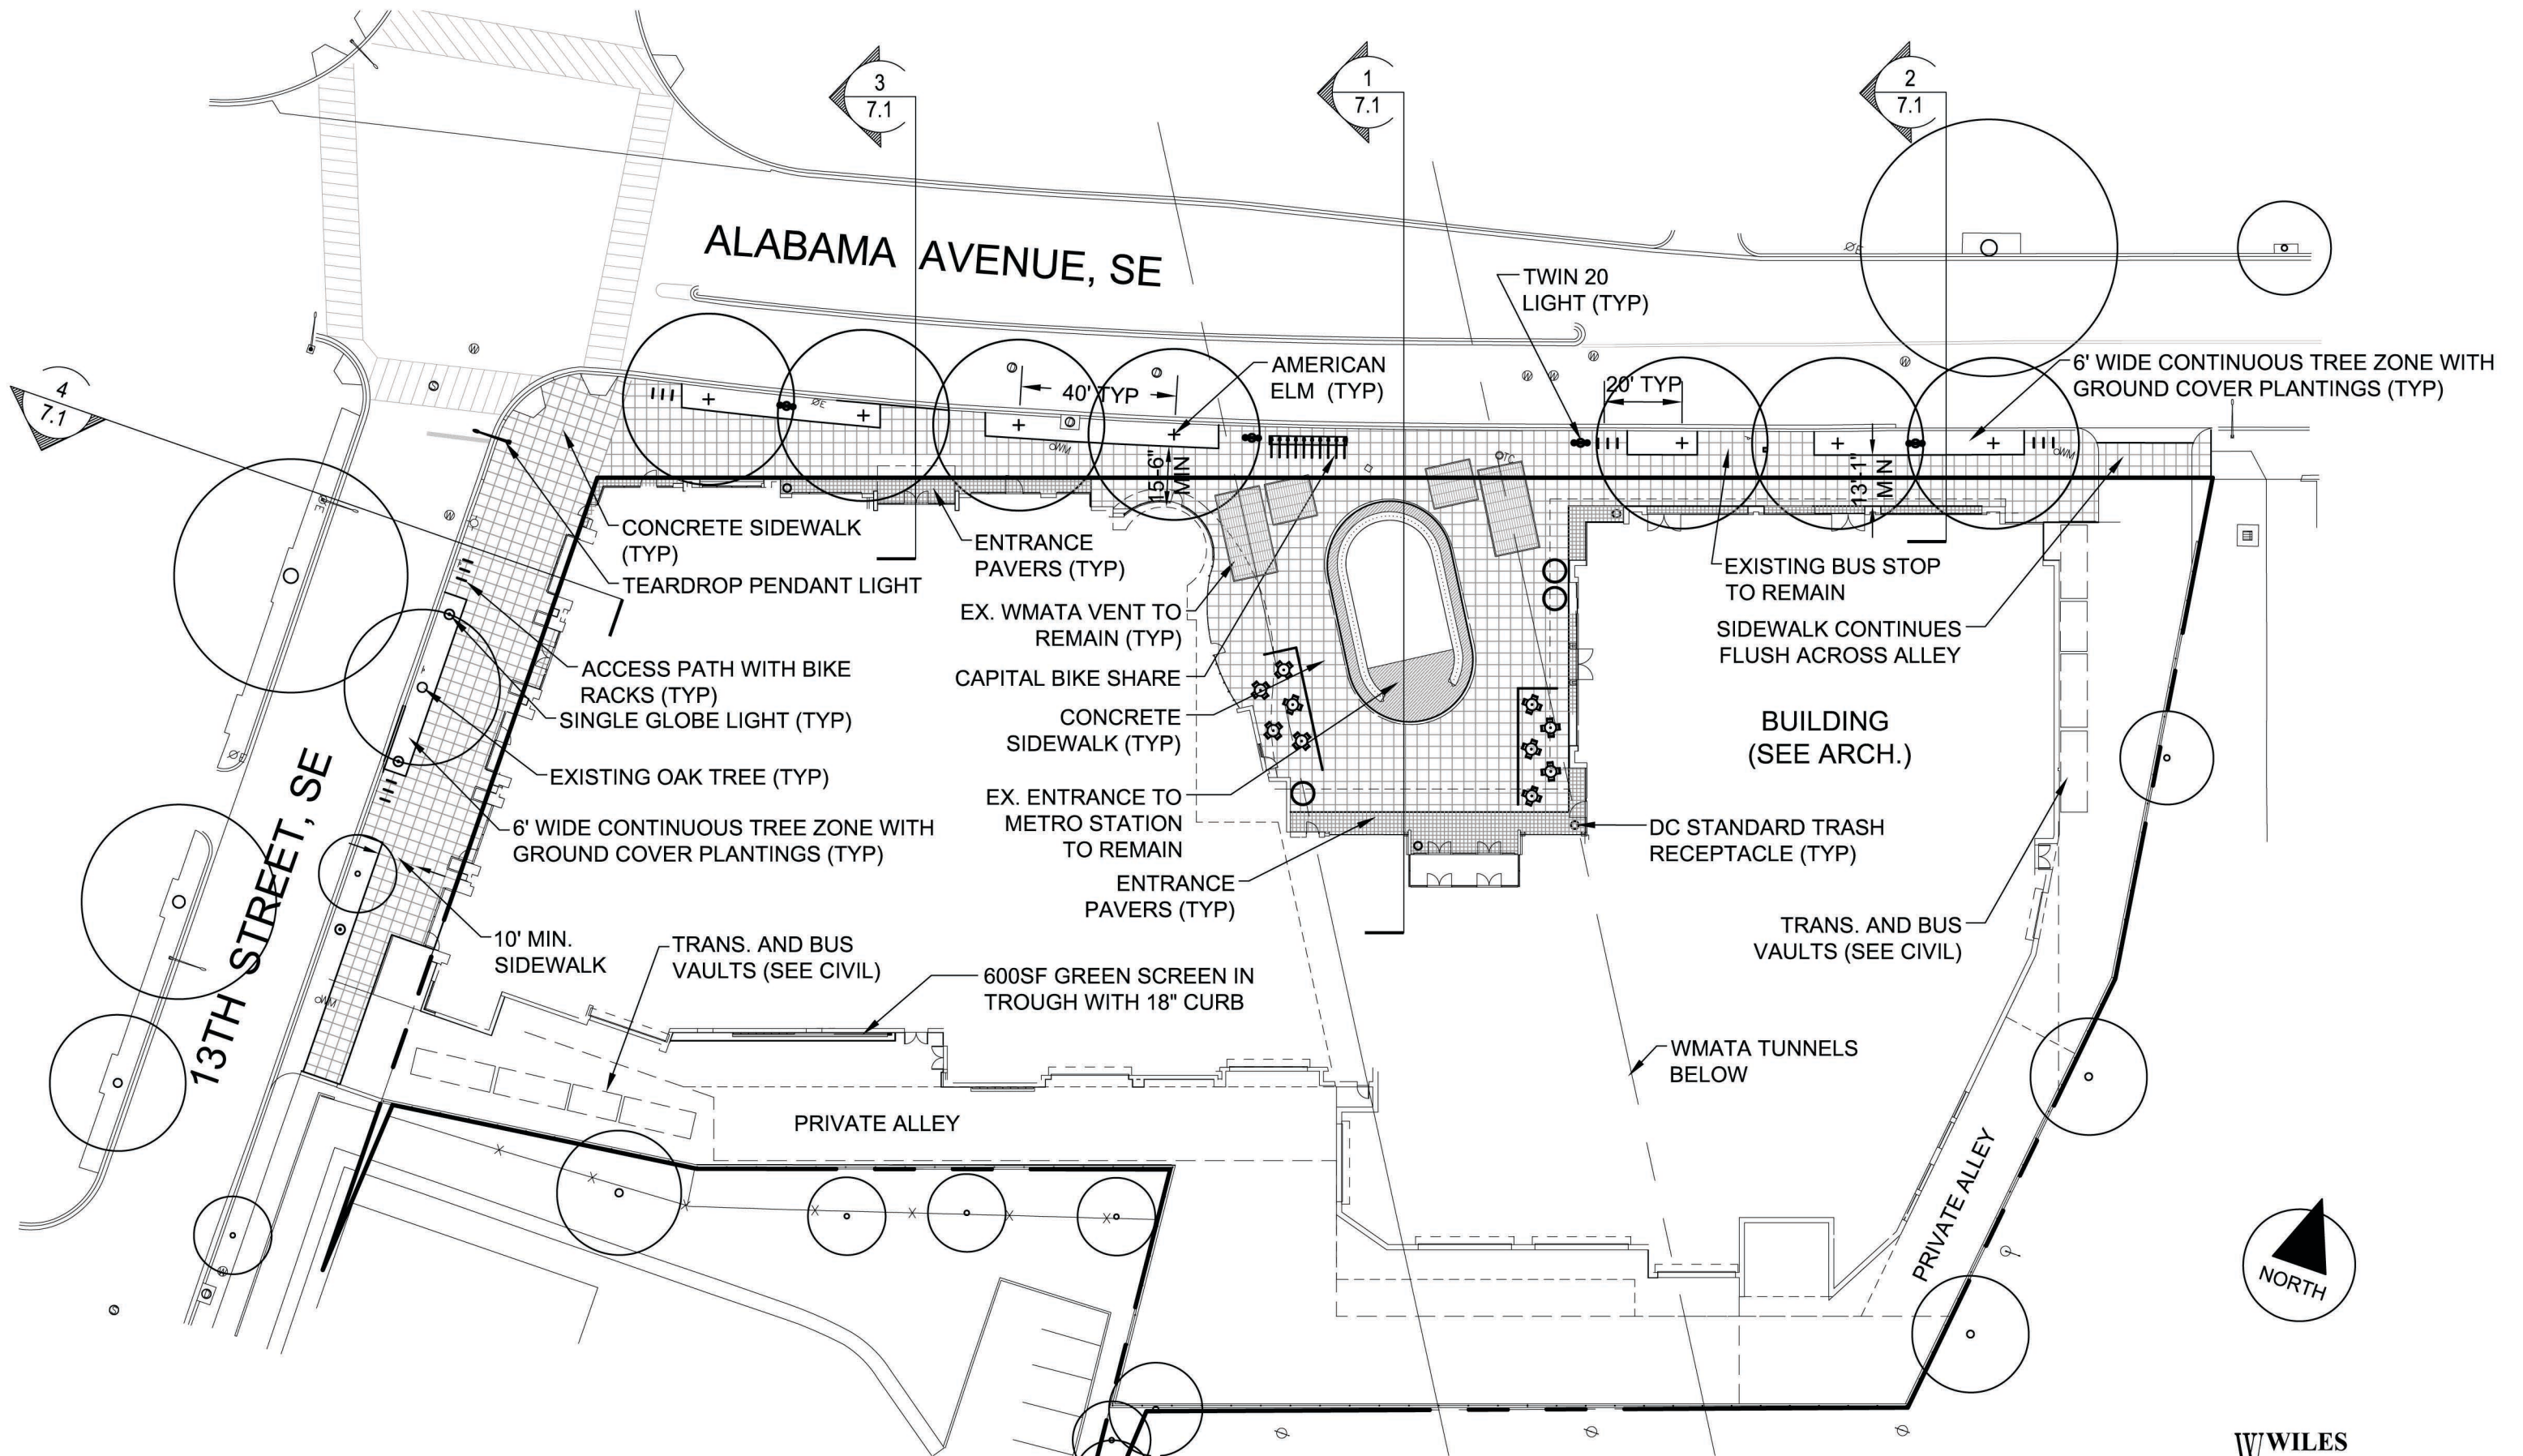 3
7.1
1
7.1
2
7.1
4
7.1
ALABAMA AVENUE, SE
TWIN 20
LIGHT (TYP)
AMERICAN
ELM (TYP)
40' TYP
20' TYP
6' WIDE CONTINUOUS TREE ZONE WITH
GROUND COVER PLANTINGS (TYP)
15'-6"
MIN
13'-1"
MIN
CONCRETE SIDEWALK
(TYP)
TEARDROP PENDANT LIGHT
ENTRANCE
PAVERS (TYP)
EX. WMATA VENT TO
REMAIN (TYP)
CAPITAL BIKE SHARE
CONCRETE
SIDEWALK (TYP)
EX. ENTRANCE TO
METRO STATION
TO REMAIN
ENTRANCE
PAVERS (TYP)
EXISTING BUS STOP
TO REMAIN
SIDEWALK CONTINUES
FLUSH ACROSS ALLEY
BUILDING
(SEE ARCH.)
DC STANDARD TRASH
RECEPTACLE (TYP)
TRANS. AND BUS
VAULTS (SEE CIVIL)
ACCESS PATH WITH BIKE
RACKS (TYP)
SINGLE GLOBE LIGHT (TYP)
EXISTING OAK TREE (TYP)
6' WIDE CONTINUOUS TREE ZONE WITH
GROUND COVER PLANTINGS (TYP)
13TH STREET, SE
10' MIN.
SIDEWALK
TRANS. AND BUS
VAULTS (SEE CIVIL)
600SF GREEN SCREEN IN
TROUGH WITH 18" CURB
WMATA TUNNELS
BELOW
PRIVATE ALLEY
PRIVATE ALLEY
NORTH
WILES